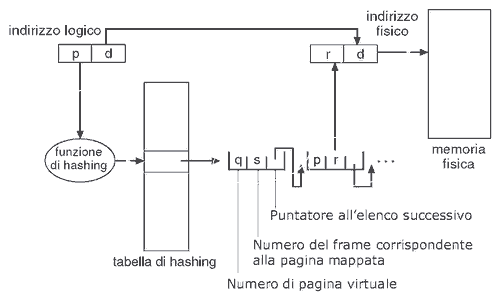 indirizzo logico
indirizzo
fisico
p d
r d
funzione
di hashing
q s
p r
...
memoria
fisica
Puntatore all'elenco successivo
Numero del frame corrispondente
alla pagina mappata
tabella di hashing
Numero di pagina virtuale